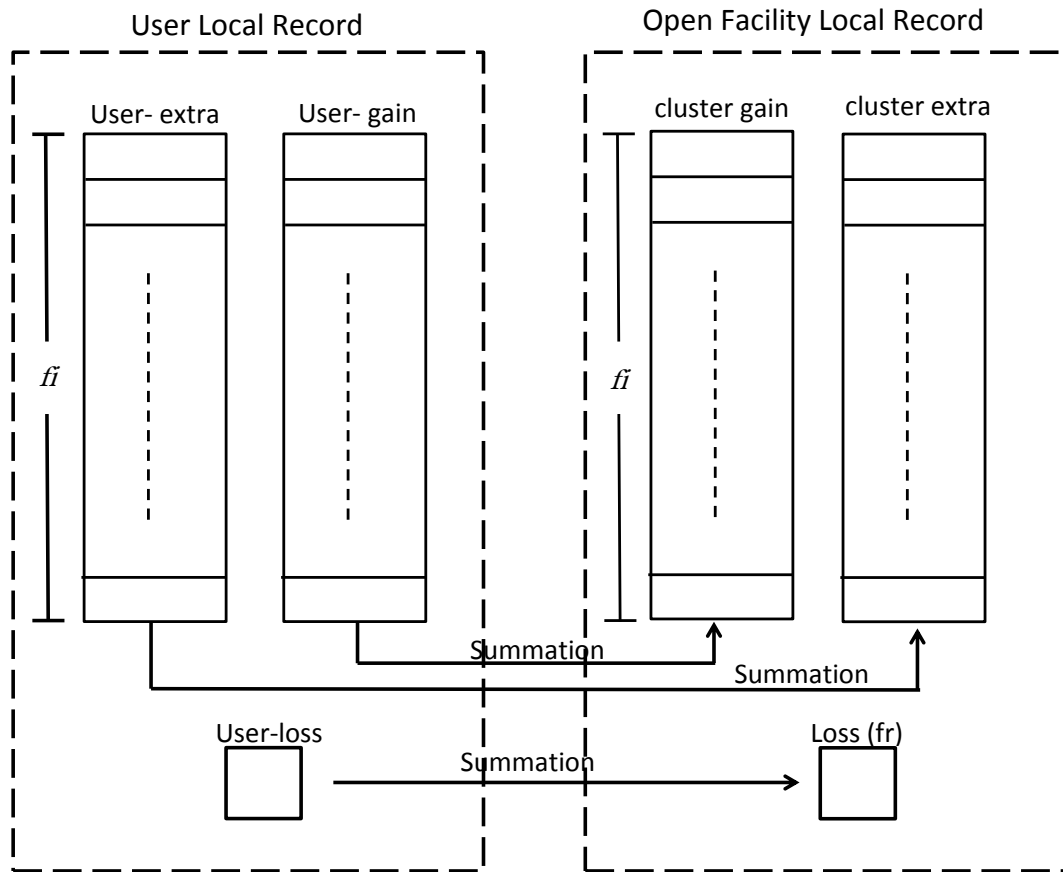 User Local Record
Open Facility Local Record
User- extra
User- gain
cluster gain
cluster extra
fi
fi
Summation
Summation
User-loss
Loss (fr)
Summation